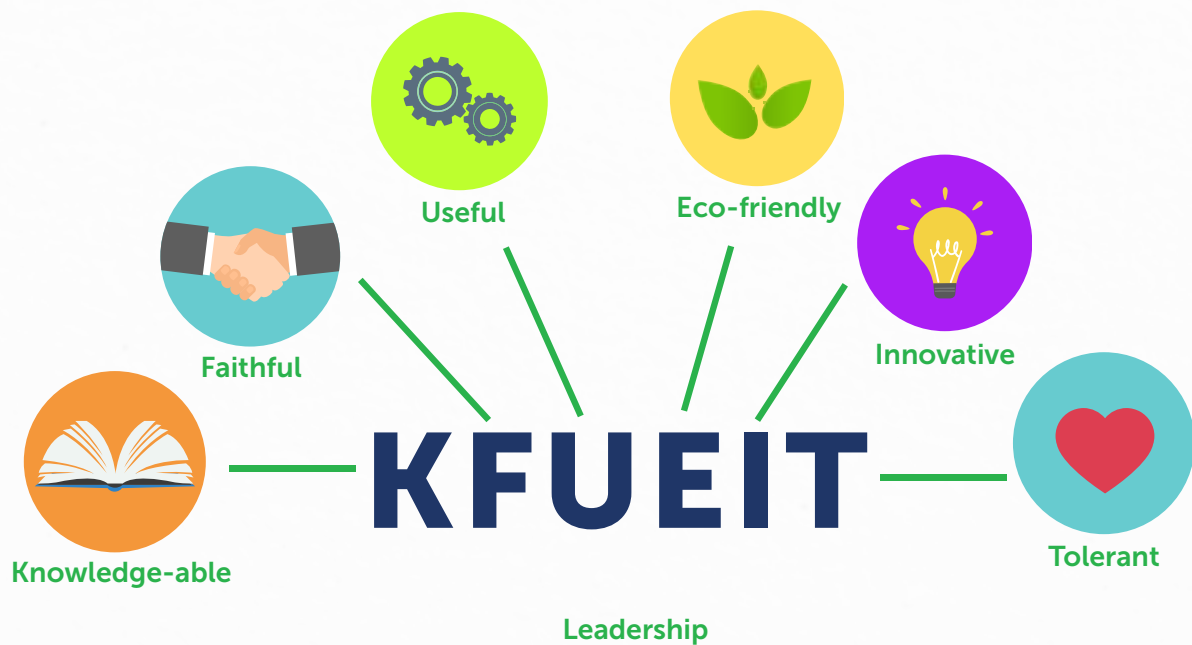 Useful
Eco-friendly
Faithful
Innovative
Knowledge-able
KFUEIT
Tolerant
Leadership